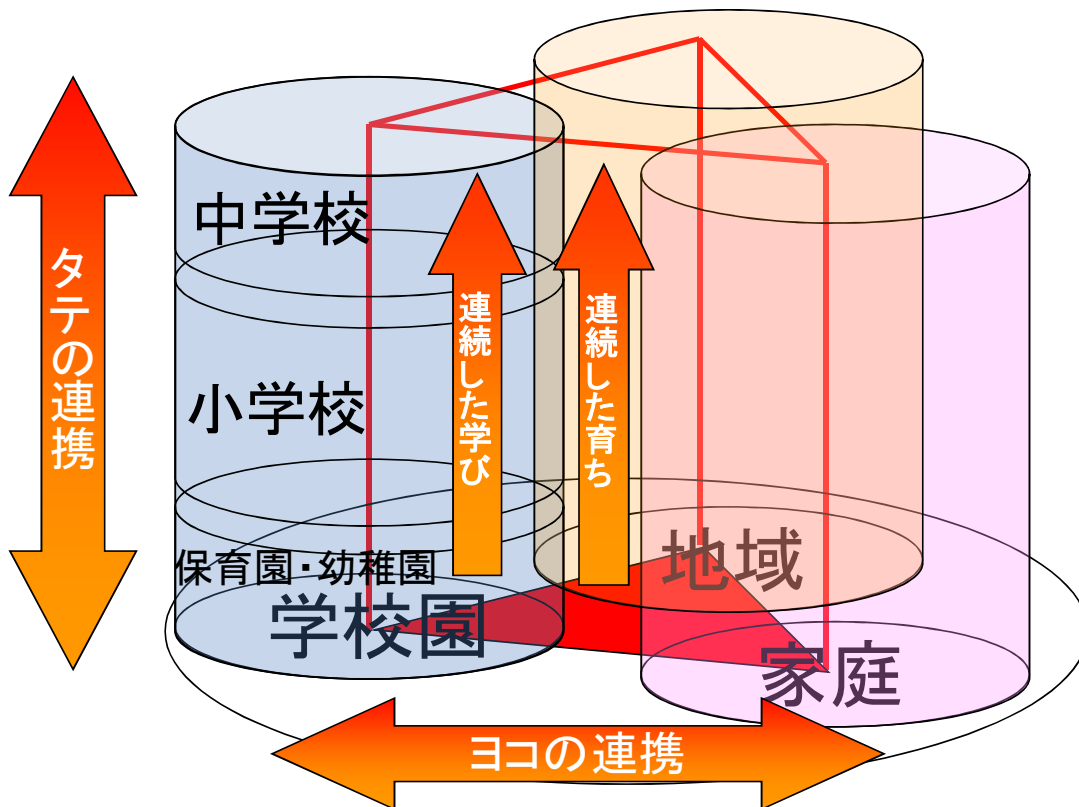 タテの連携
中学校
小学校
保育園・幼稚園
学校園
連続した学び
連続した育ち
地域
家庭
ヨコの連携